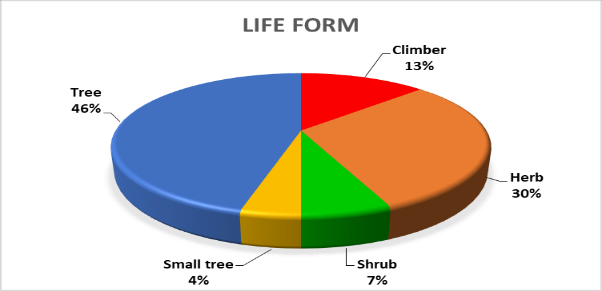 LIFE FORM
Climber
13%
Tree
46%
Herb
30%
Small tree
4%
Shrub
7%